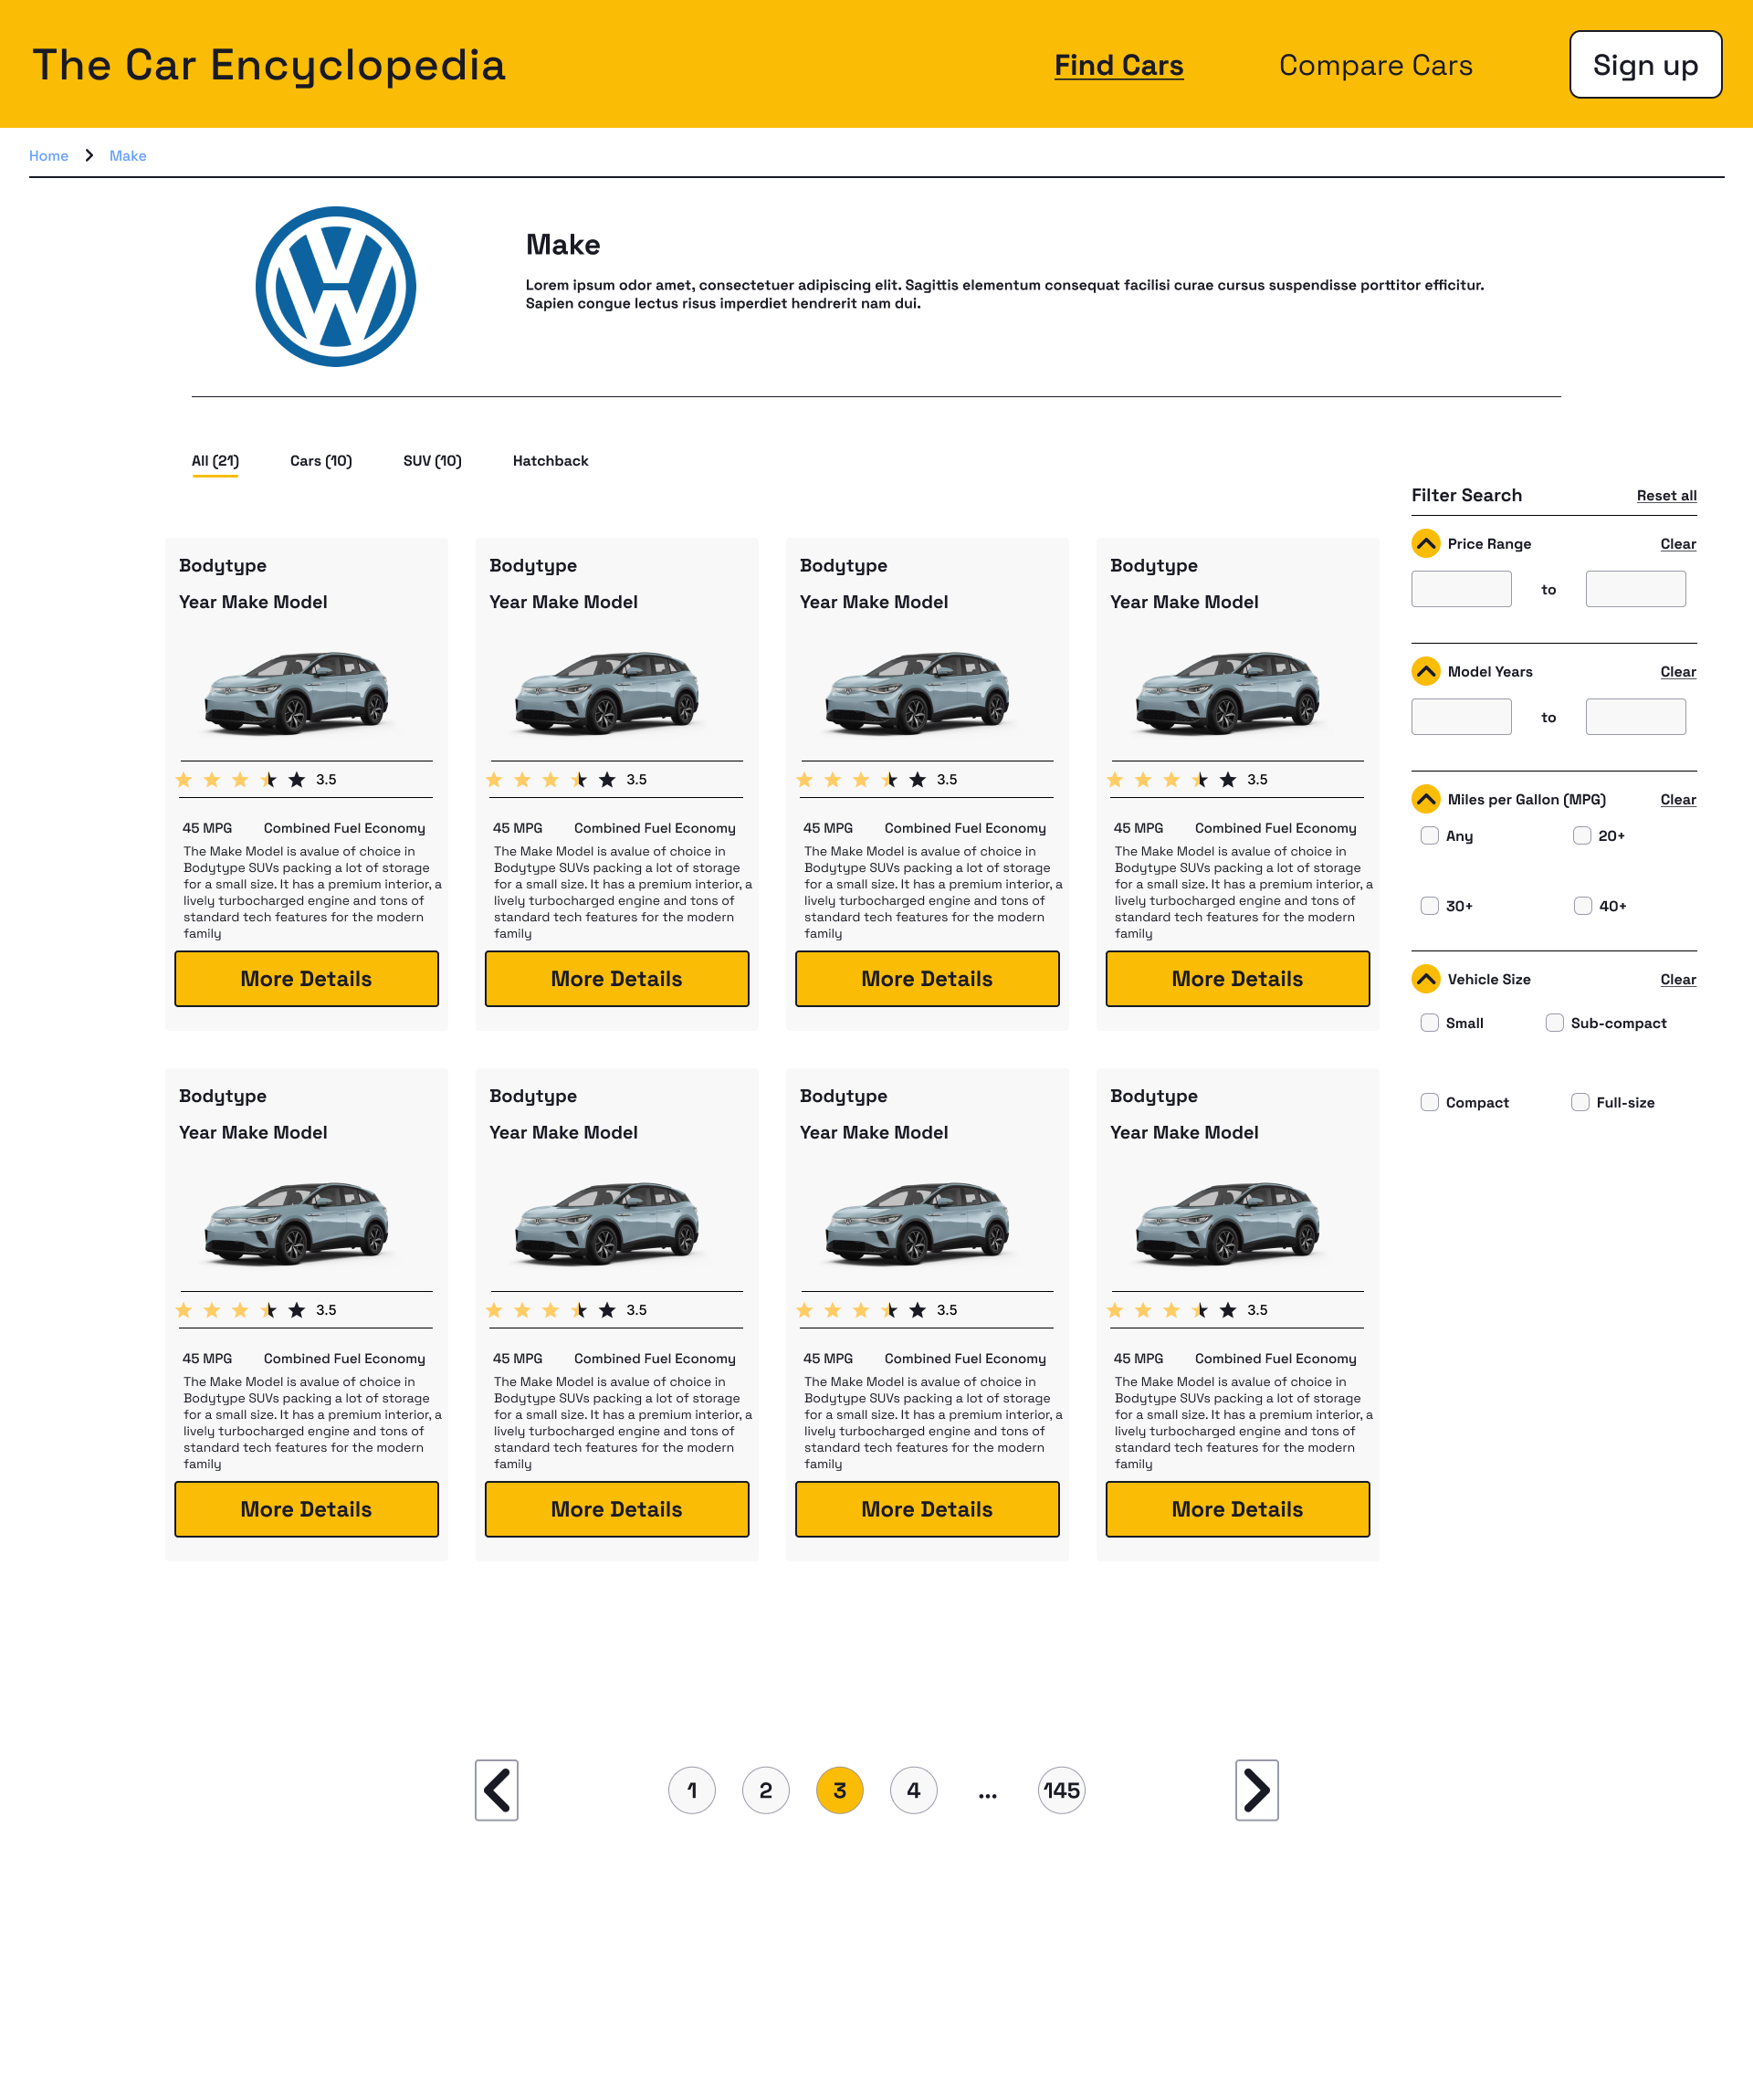 The Car Encyclopedia
Find Cars
Compare Cars
Sign up
Home
Make
Make
Lorem ipsum odor amet, consectetuer adipiscing elit. Sagittis elementum consequat facilisi curae cursus suspendisse porttitor efficitur.
Sapien congue lectus risus imperdiet hendrerit nam dui.
All (21)
Cars (10)
SUV (10)
Hatchback
Bodytype
Year Make Model
3.5
45 MPG Combined Fuel Economy
The Make Model is avalue of choice in
Bodytype SUVs packing a lot of storage
for a small size. It has a premium interior, a
lively turbocharged engine and tons of
standard tech features for the modern
family
More Details
Bodytype
Year Make Model
3.5
45 MPG Combined Fuel Economy
The Make Model is avalue of choice in
Bodytype SUVs packing a lot of storage
for a small size. It has a premium interior, a
lively turbocharged engine and tons of
standard tech features for the modern
family
More Details
Bodytype
Year Make Model
3.5
45 MPG Combined Fuel Economy
The Make Model is avalue of choice in
Bodytype SUVs packing a lot of storage
for a small size. It has a premium interior, a
lively turbocharged engine and tons of
standard tech features for the modern
family
More Details
Bodytype
Year Make Model
3.5
45 MPG Combined Fuel Economy
The Make Model is avalue of choice in
Bodytype SUVs packing a lot of storage
for a small size. It has a premium interior, a
lively turbocharged engine and tons of
standard tech features for the modern
family
More Details
Bodytype
Year Make Model
3.5
45 MPG Combined Fuel Economy
The Make Model is avalue of choice in
Bodytype SUVs packing a lot of storage
for a small size. It has a premium interior, a
lively turbocharged engine and tons of
standard tech features for the modern
family
More Details
Bodytype
Year Make Model
3.5
45 MPG Combined Fuel Economy
The Make Model is avalue of choice in
Bodytype SUVs packing a lot of storage
for a small size. It has a premium interior, a
lively turbocharged engine and tons of
standard tech features for the modern
family
More Details
Bodytype
Year Make Model
3.5
45 MPG Combined Fuel Economy
The Make Model is avalue of choice in
Bodytype SUVs packing a lot of storage
for a small size. It has a premium interior, a
lively turbocharged engine and tons of
standard tech features for the modern
family
More Details
Bodytype
Year Make Model
3.5
45 MPG Combined Fuel Economy
The Make Model is avalue of choice in
Bodytype SUVs packing a lot of storage
for a small size. It has a premium interior, a
lively turbocharged engine and tons of
standard tech features for the modern
family
More Details
Filter Search Reset all
Price Range Clear
to
Model Years Clear
to
Miles per Gallon (MPG) Clear
Any 20+
30+ 40+
Vehicle Size Clear
Small Sub-compact
Compact Full-size
1 2 3 4 ... 145